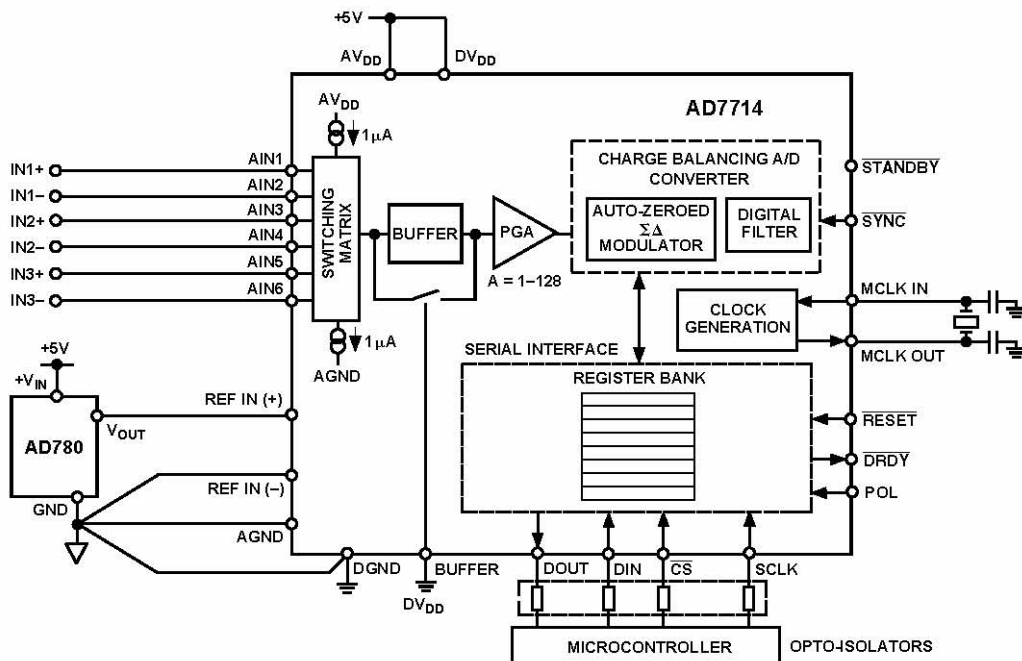 +5V
AVDD
DVDD
AD7714
AVDD
1µA
IN1+
IN1–
IN2+
IN2–
IN3+
IN3–
AIN1
AIN2
AIN3
AIN4
AIN5
AIN6
SWITCHING
MATRIX
BUFFER
PGA
A = 1–128
CHARGE BALANCING A/D
CONVERTER
AUTO-ZEROED
ΣΔ
MODULATOR
DIGITAL
FILTER
STANDBY
SYNC
1µA
AGND
CLOCK
GENERATION
MCLK IN
MCLK OUT
SERIAL INTERFACE
REGISTER BANK
RESET
DRDY
POL
+5V
+VIN
AD780
VOUT
GND
REF IN (+)
REF IN (–)
AGND
DGND
BUFFER
DVDD
DOUT
DIN
CS
SCLK
MICROCONTROLLER
OPTO-ISOLATORS